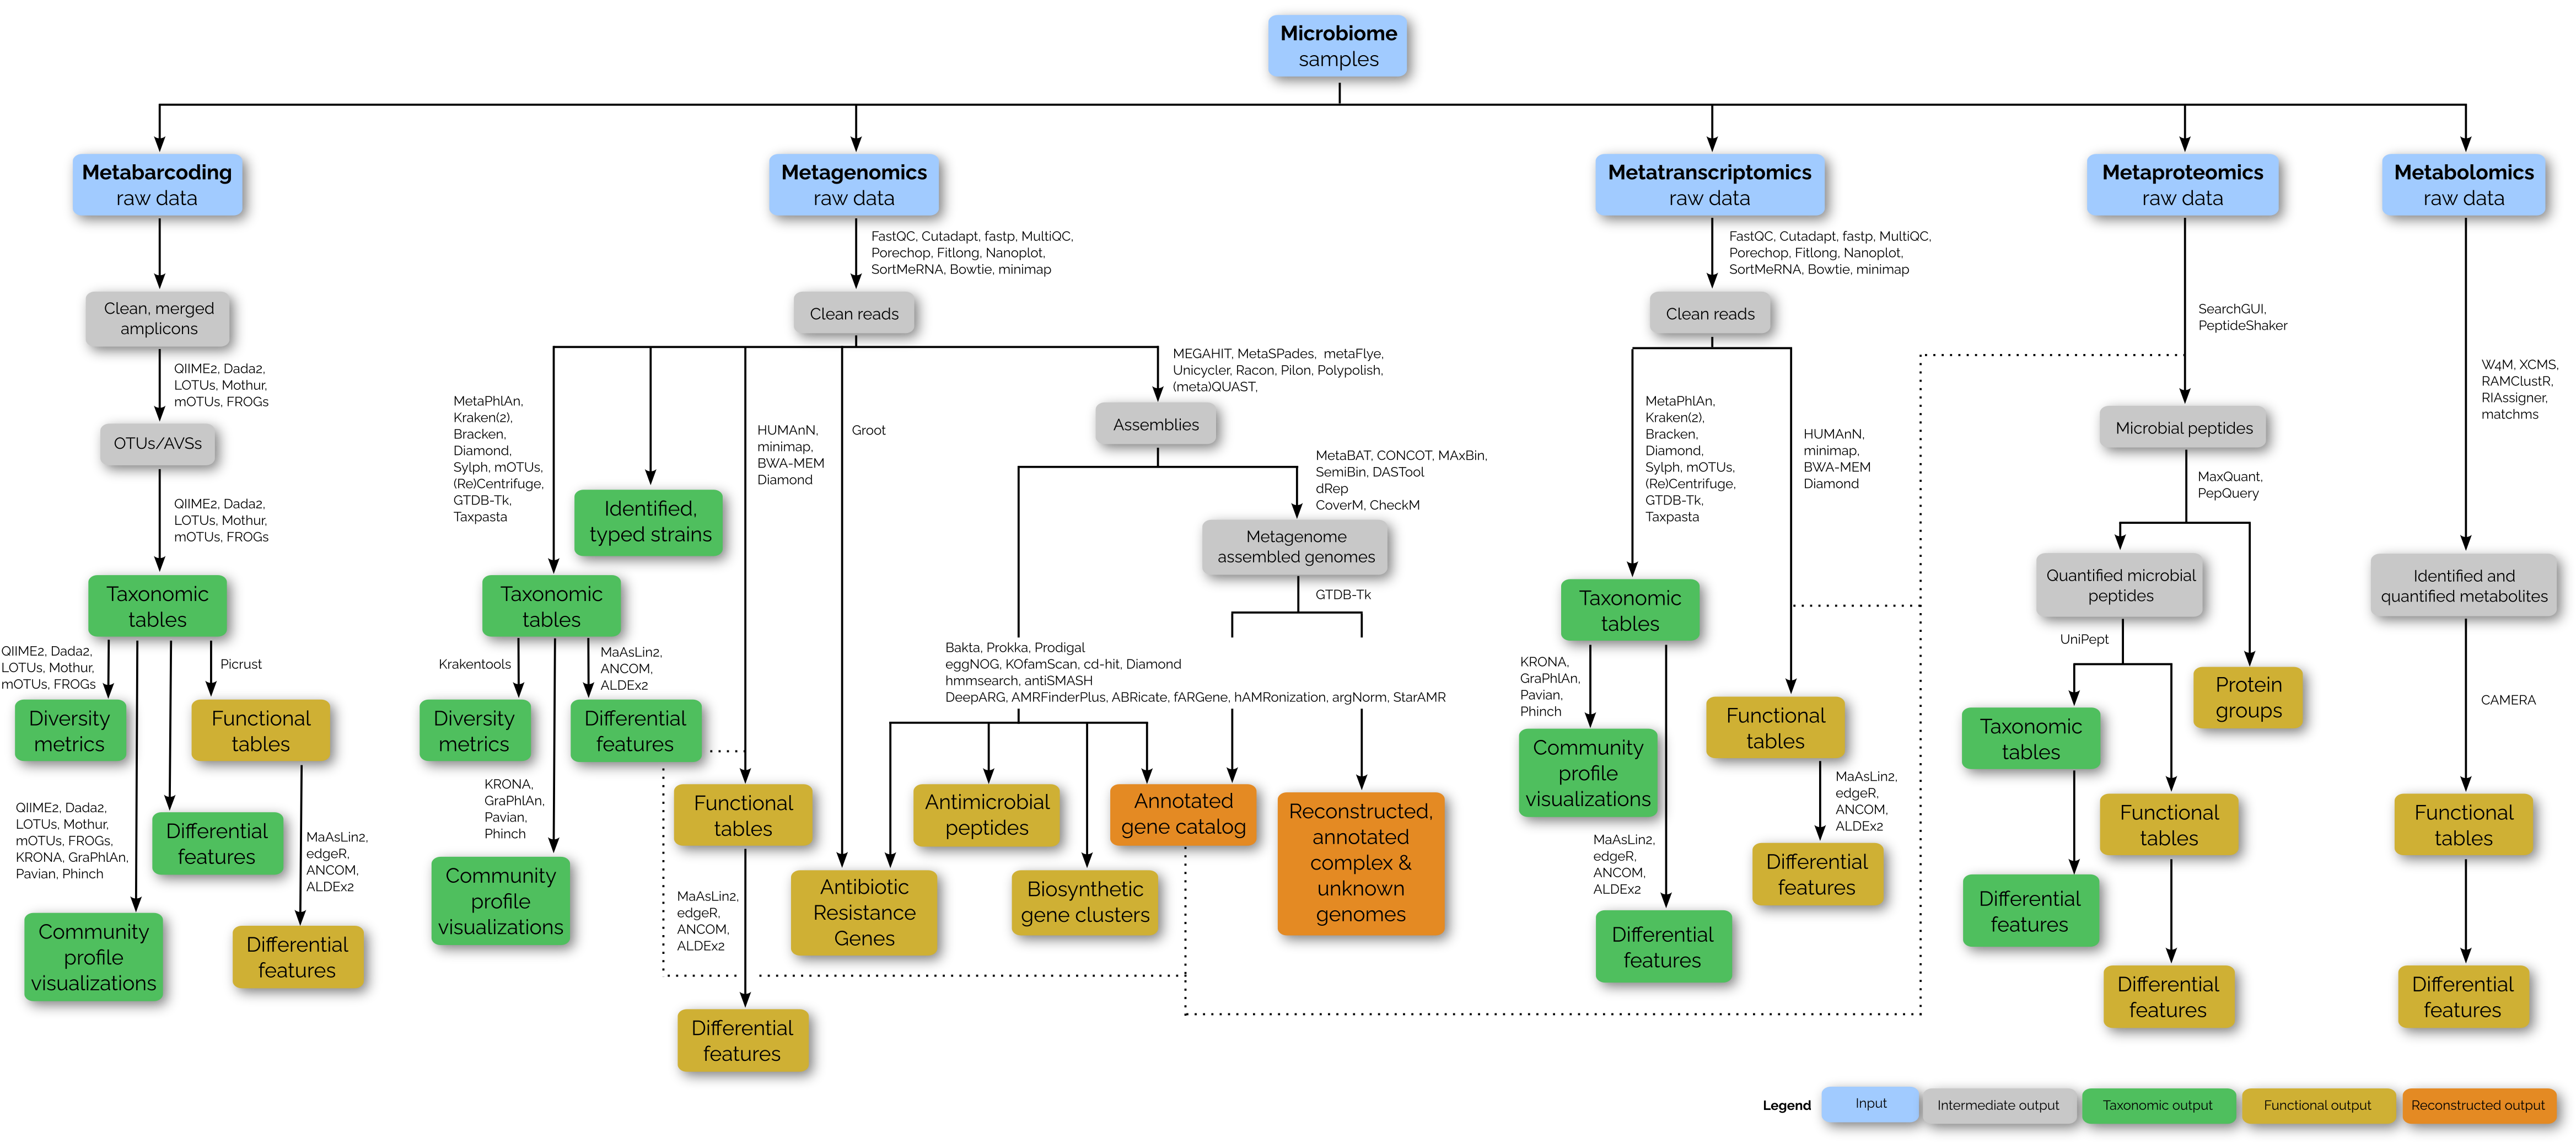 Microbiome
samples
Metabarcoding
raw data
Clean, merged
amplicons
QIIME2, Dada2,
LOTUs, Mothur,
mOTUs, FROGs
OTUs/AVSs
QIIME2, Dada2,
LOTUs, Mothur,
mOTUs, FROGs
Taxonomic
tables
QIIME2, Dada2,
LOTUs, Mothur,
mOTUs, FROGs
Picrust
Diversity
metrics
Functional
tables
QIIME2, Dada2,
LOTUs, Mothur,
mOTUs, FROGs,
KRONA, GraPhlAn,
Pavian, Phinch
Differential
features
MaAsLin2,
edgeR,
ANCOM,
ALDEx2
Community
profile
visualizations
Differential
features
Metagenomics
raw data
FastQC, Cutadapt, fastp, MultiQC,
Porechop, Fitlong, Nanoplot,
SortMeRNA, Bowtie, minimap
Clean reads
MetaPhlAn,
Kraken(2),
Bracken,
Diamond,
Sylph, mOTUs,
(Re)Centrifuge,
GTDB-Tk,
Taxpasta
Identified,
typed strains
HUMAnN,
minimap,
BWA-MEM
Diamond
Groot
MEGAHIT, MetaSPades, metaFlye,
Unicycler, Racon, Pilon, Polypolish,
(meta)QUAST,
Assemblies
MetaBAT, CONCOT, MAxBin,
SemiBin, DASTool
dRep
CoverM, CheckM
Metagenome
assembled genomes
GTDB-Tk
Taxonomic
tables
Krakentools
MaAsLin2,
ANCOM,
ALDEx2
Diversity
metrics
Differential
features
KRONA,
GraPhlAn,
Pavian,
Phinch
Community
profile
visualizations
Bakta, Prokka, Prodigal
eggNOG, KOfamScan, cd-hit, Diamond
hmmsearch, antiSMASH
DeepARG, AMRFinderPlus, ABRicate, fARGene, hAMRonization, argNorm, StarAMR
Functional
tables
MaAsLin2,
edgeR,
ANCOM,
ALDEx2
Differential
features
Antibiotic
Resistance
Genes
Antimicrobial
peptides
Biosynthetic
gene clusters
Annotated
gene catalog
Reconstructed,
annotated
complex &
unknown
genomes
Metatranscriptomics
raw data
FastQC, Cutadapt, fastp, MultiQC,
Porechop, Fitlong, Nanoplot,
SortMeRNA, Bowtie, minimap
Clean reads
MetaPhlAn,
Kraken(2),
Bracken,
Diamond,
Sylph, mOTUs,
(Re)Centrifuge,
GTDB-Tk,
Taxpasta
HUMAnN,
minimap,
BWA-MEM
Diamond
Taxonomic
tables
KRONA,
GraPhlAn,
Pavian,
Phinch
Community
profile
visualizations
MaAsLin2,
edgeR,
ANCOM,
ALDEx2
Differential
features
Functional
tables
MaAsLin2,
edgeR,
ANCOM,
ALDEx2
Differential
features
Metaproteomics
raw data
SearchGUI,
PeptideShaker
Microbial peptides
MaxQuant,
PepQuery
Quantified microbial
peptides
UniPept
Protein
groups
Taxonomic
tables
Functional
tables
Differential
features
Differential
features
Metabolomics
raw data
W4M, XCMS,
RAMClustR,
RIAssigner,
matchms
Identified and
quantified metabolites
CAMERA
Functional
tables
Differential
features
Legend
Input
Intermediate output
Taxonomic output
Functional output
Reconstructed output